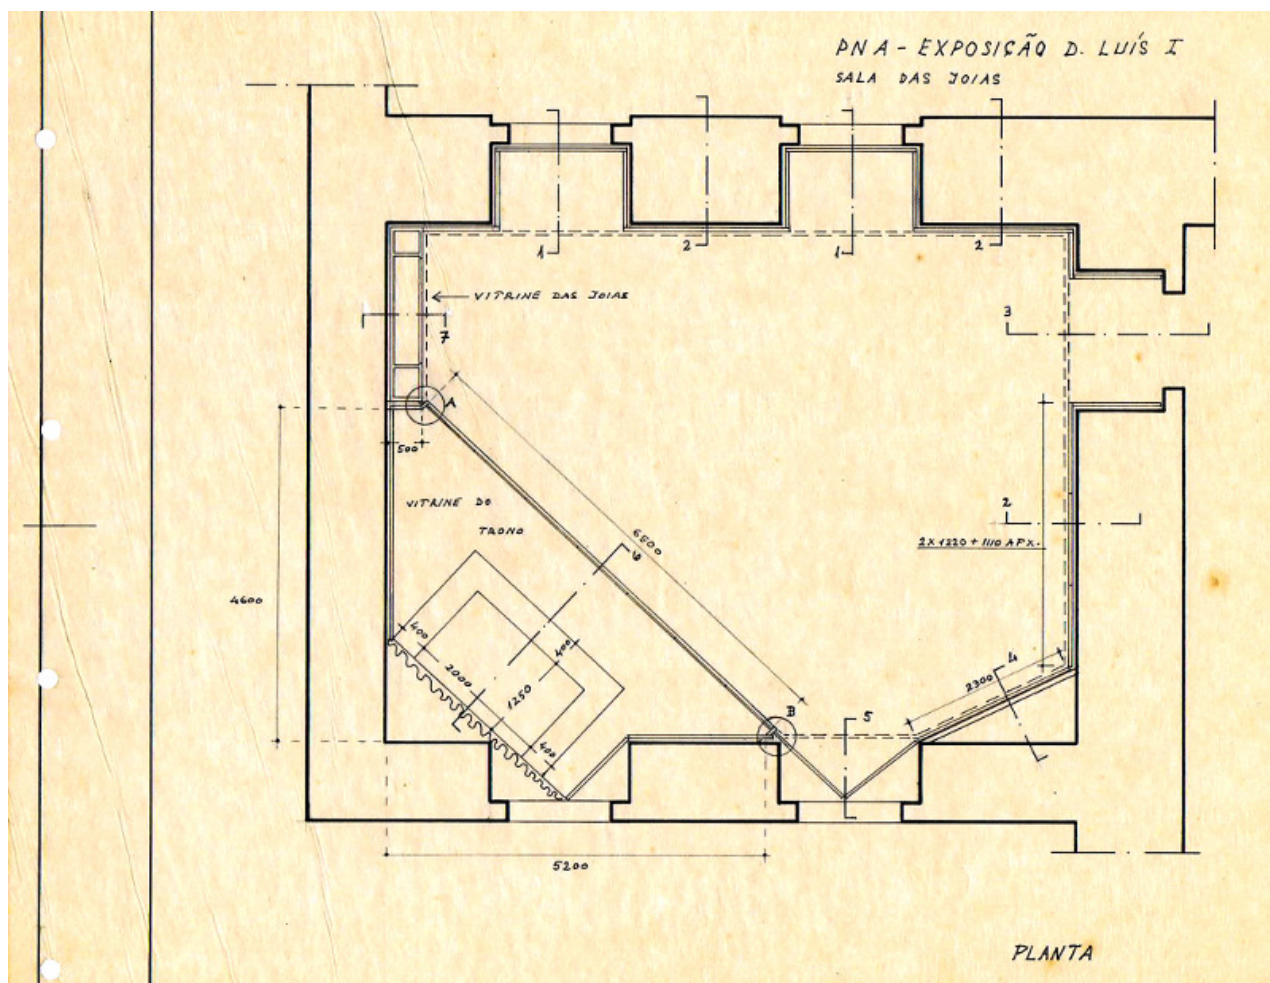 PNA - EXPOSIÇÃO D. LUÍS I
SALA DAS JOIAS
1
2
1
2
VITRINE DAS JOIAS
3
7
A
500
VITRINE DO
TRONO
6800
6
2
2X1220+1110 APX.
4600
400
400
2000
1250
400
B
5
2300
4
5200
PLANTA